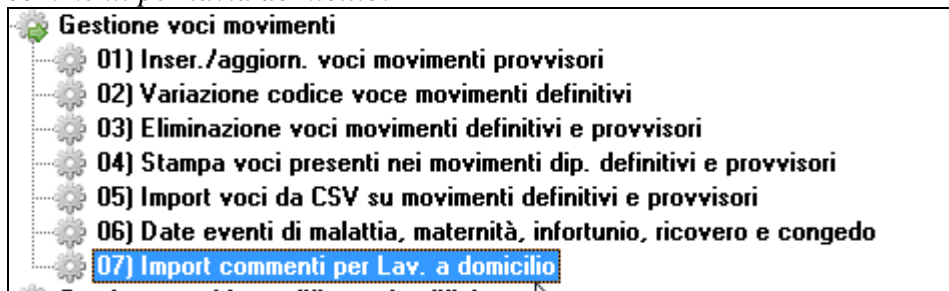 Gestione voci movimenti
01) Inser./aggiorn. voci movimenti provvisori
02) Variazione codice voce movimenti definitivi
03) Eliminazione voci movimenti definitivi e provvisori
04) Stampa voci presenti nei movimenti dip. definitivi e provvisori
05) Import voci da CSV su movimenti definitivi e provvisori
06) Date eventi di malattia, maternità, infortunio, ricovero e congedo
07) Import commenti per Lav. a domicilio